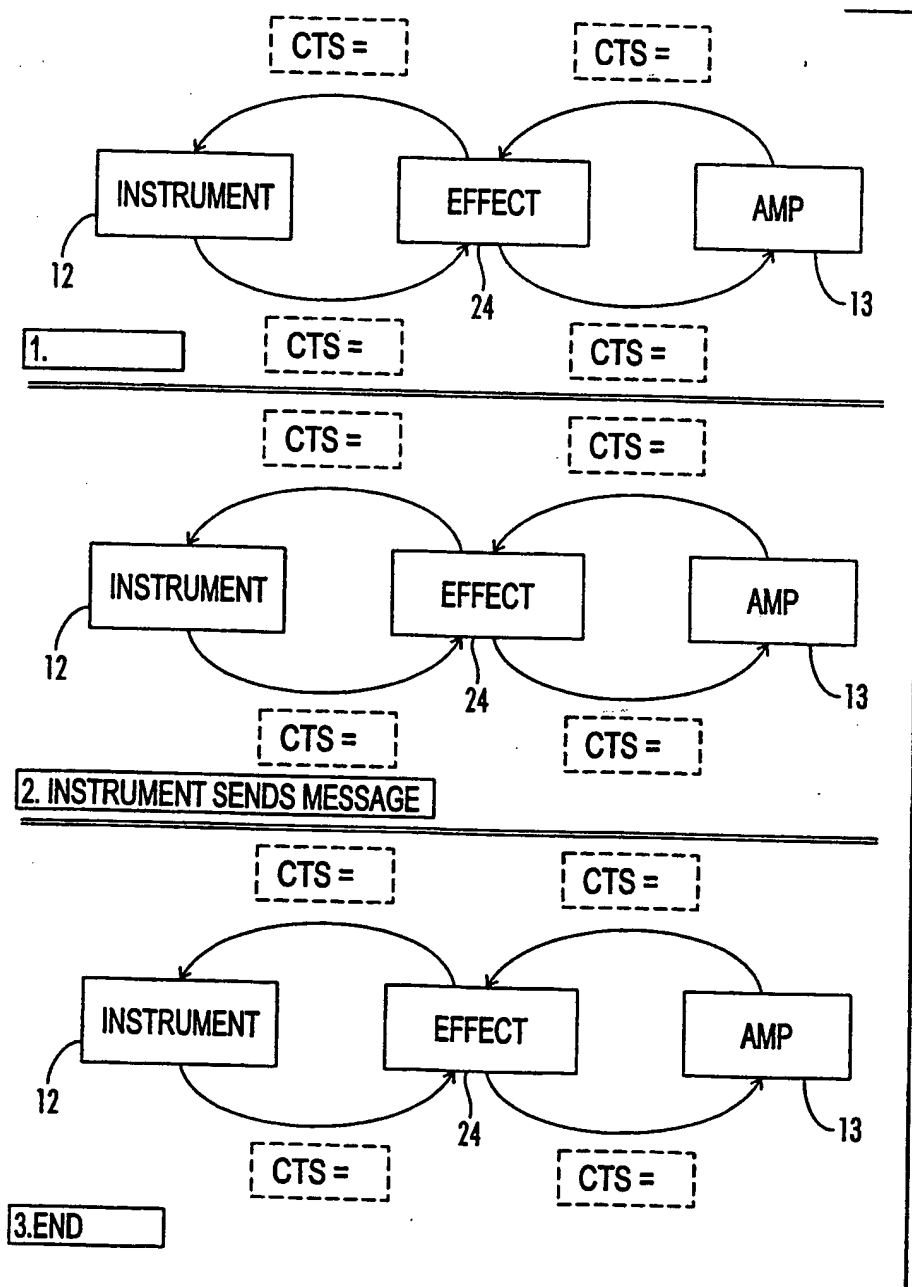 CTS = CTS =
INSTRUMENT EFFECT AMP
12 24 13
CTS = CTS =
1.
CTS = CTS =
INSTRUMENT EFFECT AMP
12 24 13
CTS = CTS =
2. INSTRUMENT SENDS MESSAGE
CTS = CTS =
INSTRUMENT EFFECT AMP
12 24 13
CTS = CTS =
3.END